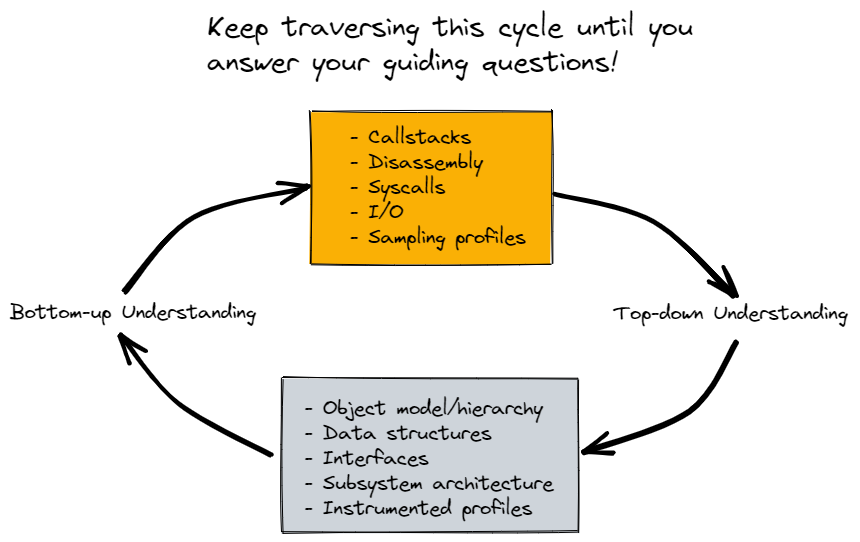 Keep traversing this cycle until you
answer your guiding questions!
- Callstacks
- Disassembly
- Syscalls
- I/O
- Sampling profiles
Bottom-up Understanding
Top-down Understanding
- Object model/hierarchy
- Data structures
- Interfaces
- Subsystem architecture
- Instrumented profiles